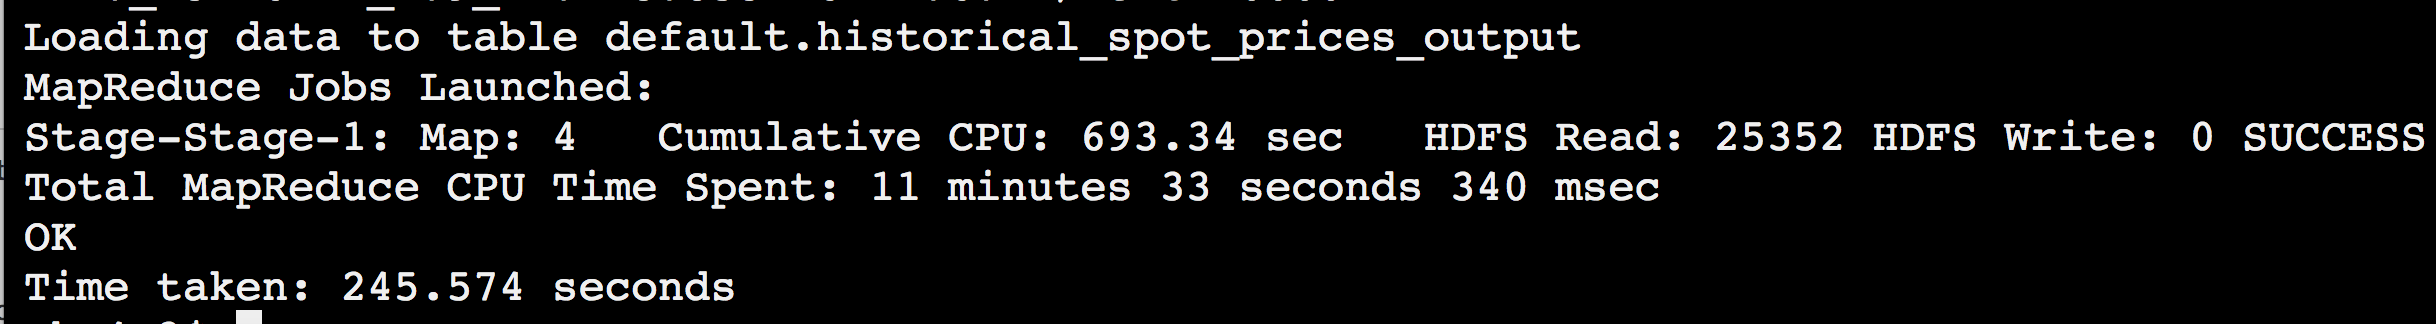 Loading data to table default.historical_spot_prices_output
MapReduce Jobs Launched:
Stage-Stage-1: Map: 4   Cumulative CPU: 693.34 sec   HDFS Read: 25352 HDFS Write: 0 SUCCESS
Total MapReduce CPU Time Spent: 11 minutes 33 seconds 340 msec
OK
Time taken: 245.574 seconds